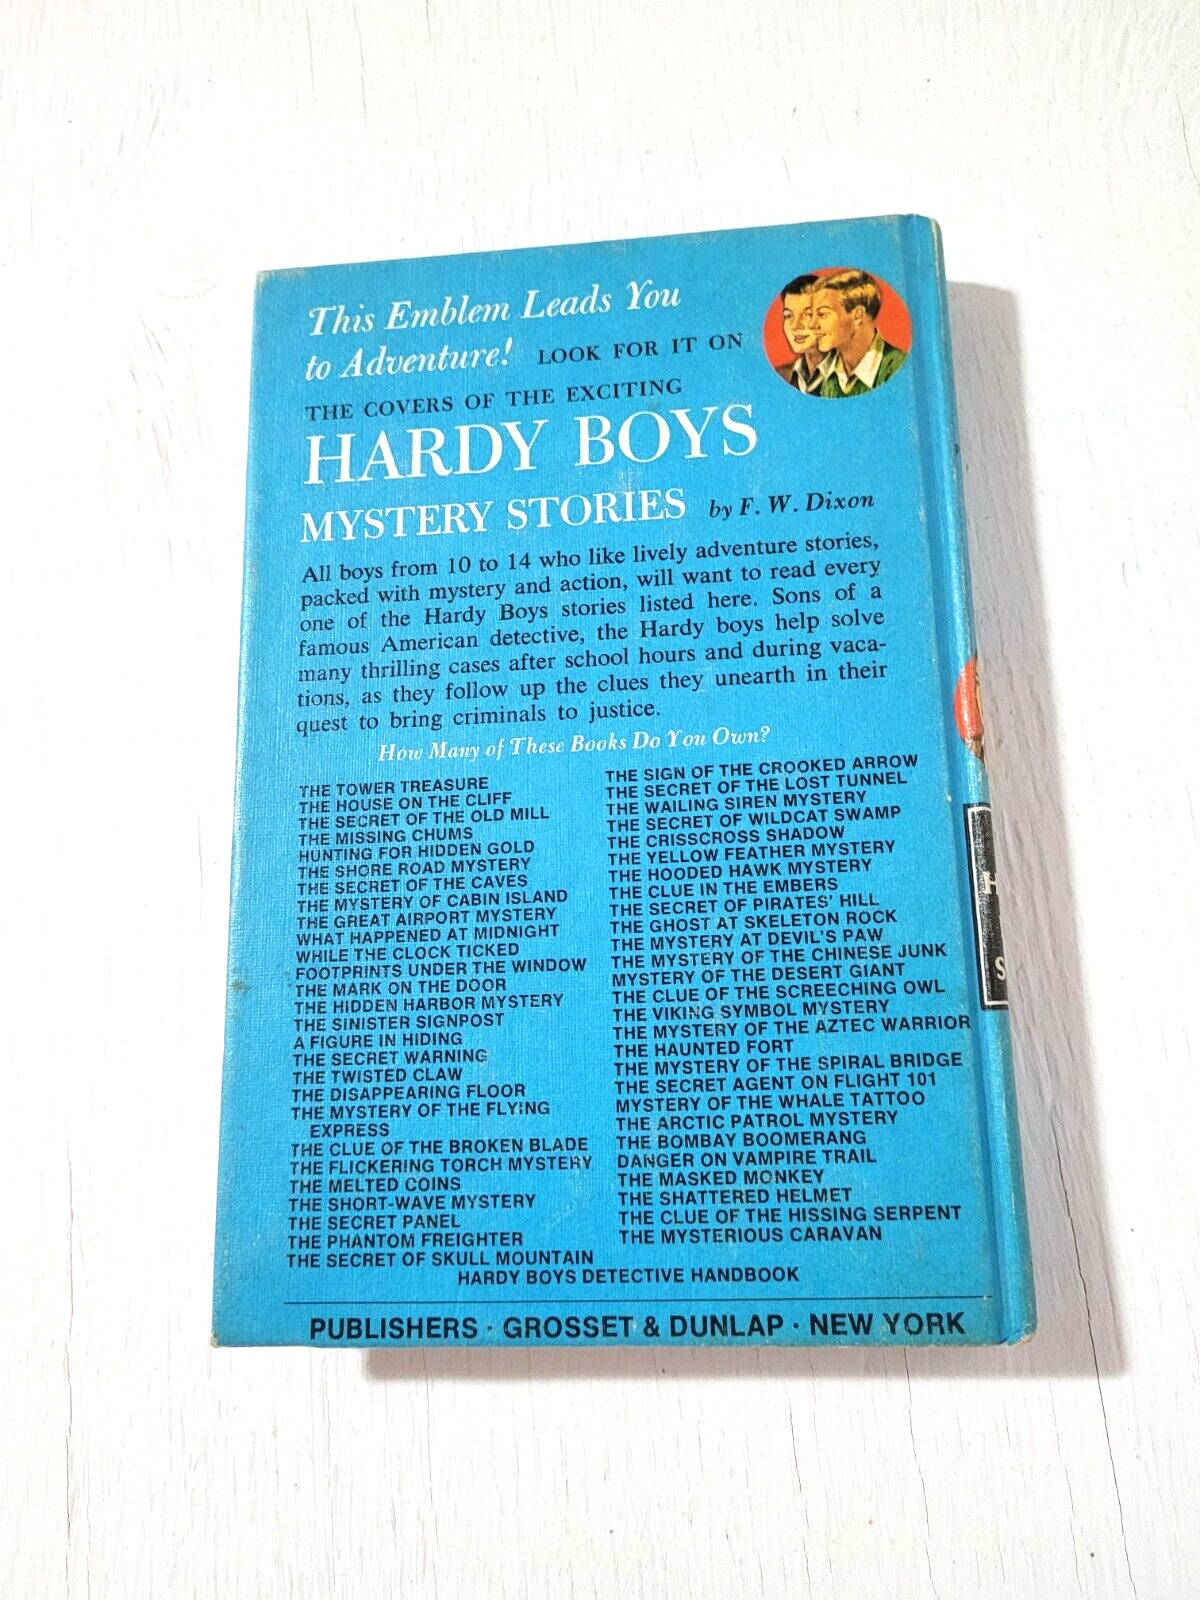 This Emblem Leads You
to Adventure! LOOK FOR IT ON
THE COVERS OF THE EXCITING
HARDY BOYS
MYSTERY STORIES by F. W. Dixon
All boys from 10 to 14 who like lively adventure stories,
packed with mystery and action, will want to read every
one of the Hardy Boys stories listed here. Sons of a
famous American detective, the Hardy boys help solve
many thrilling cases after school hours and during vaca-
tions, as they follow up the clues they unearth in their
quest to bring criminals to justice.
How Many of These Books Do You Own?
THE TOWER TREASURE
THE HOUSE ON THE CLIFF
THE SECRET OF THE OLD MILL
THE MISSING CHUMS
HUNTING FOR HIDDEN GOLD
THE SHORE ROAD MYSTERY
THE SECRET OF THE CAVES
THE MYSTERY OF CABIN ISLAND
THE GREAT AIRPORT MYSTERY
WHAT HAPPENED AT MIDNIGHT
WHILE THE CLOCK TICKED
FOOTPRINTS UNDER THE WINDOW
THE MARK ON THE DOOR
THE HIDDEN HARBOR MYSTERY
THE SINISTER SIGNPOST
A FIGURE IN HIDING
THE SECRET WARNING
THE TWISTED CLAW
THE DISAPPEARING FLOOR
THE MYSTERY OF THE FLYING
EXPRESS
THE CLUE OF THE BROKEN BLADE
THE FLICKERING TORCH MYSTERY
THE MELTED COINS
THE SHORT-WAVE MYSTERY
THE SECRET PANEL
THE PHANTOM FREIGHTER
THE SECRET OF SKULL MOUNTAIN
THE SIGN OF THE CROOKED ARROW
THE SECRET OF THE LOST TUNNEL
THE WAILING SIREN MYSTERY
THE SECRET OF WILDCAT SWAMP
THE CRISSCROSS SHADOW
THE YELLOW FEATHER MYSTERY
THE HOODED HAWK MYSTERY
THE CLUE IN THE EMBERS
THE SECRET OF PIRATES' HILL
THE GHOST AT SKELETON ROCK
THE MYSTERY AT DEVIL'S PAW
THE MYSTERY OF THE CHINESE JUNK
MYSTERY OF THE DESERT GIANT
THE CLUE OF THE SCREECHING OWL
THE VIKING SYMBOL MYSTERY
THE MYSTERY OF THE AZTEC WARRIOR
THE HAUNTED FORT
THE MYSTERY OF THE SPIRAL BRIDGE
THE SECRET AGENT ON FLIGHT 101
MYSTERY OF THE WHALE TATTOO
THE ARCTIC PATROL MYSTERY
THE BOMBAY BOOMERANG
DANGER ON VAMPIRE TRAIL
THE MASKED MONKEY
THE SHATTERED HELMET
THE CLUE OF THE HISSING SERPENT
THE MYSTERIOUS CARAVAN
HARDY BOYS DETECTIVE HANDBOOK
PUBLISHERS · GROSSET & DUNLAP · NEW YORK